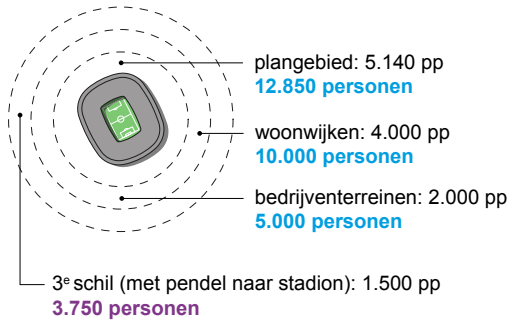 plangebied: 5.140 pp
12.850 personen
woonwijken: 4.000 pp
10.000 personen
bedrijventerreinen: 2.000 pp
5.000 personen
3ᵉ schil (met pendel naar stadion): 1.500 pp
3.750 personen